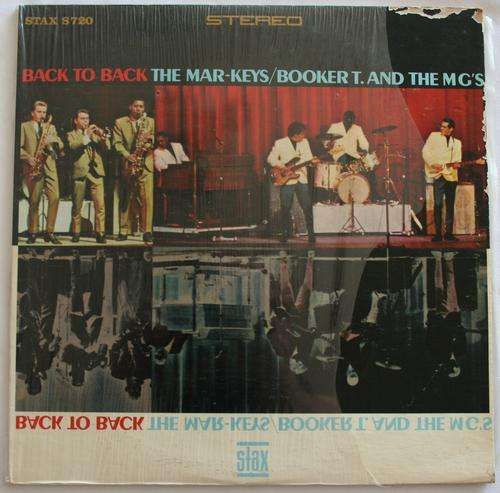 STAX S720 STEREO
BACK TO BACK THE MAR-KEYS/BOOKER T. AND THE MG'S
BACK TO BACK THE MAR-KEYS/BOOKER T. AND THE MG'S
stax